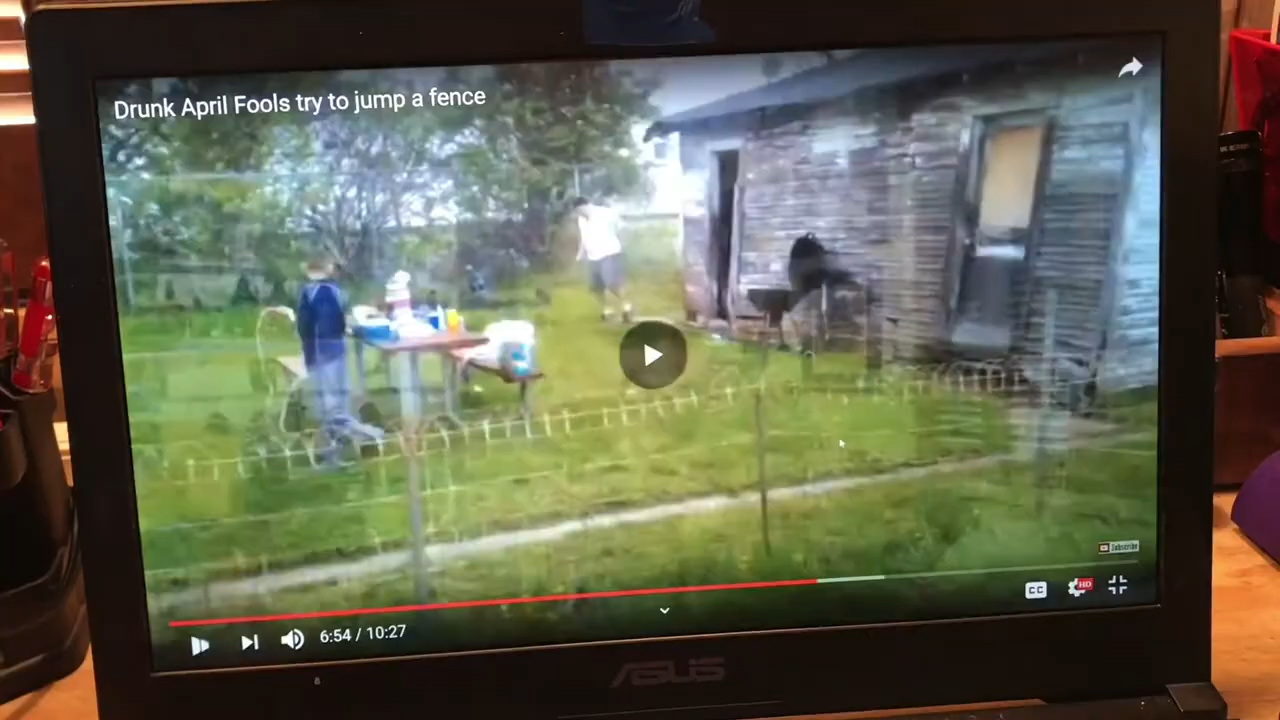 Drunk April Fools try to jump a fence
Subscribe
6:54 / 10:27
CC
HD
ASUS